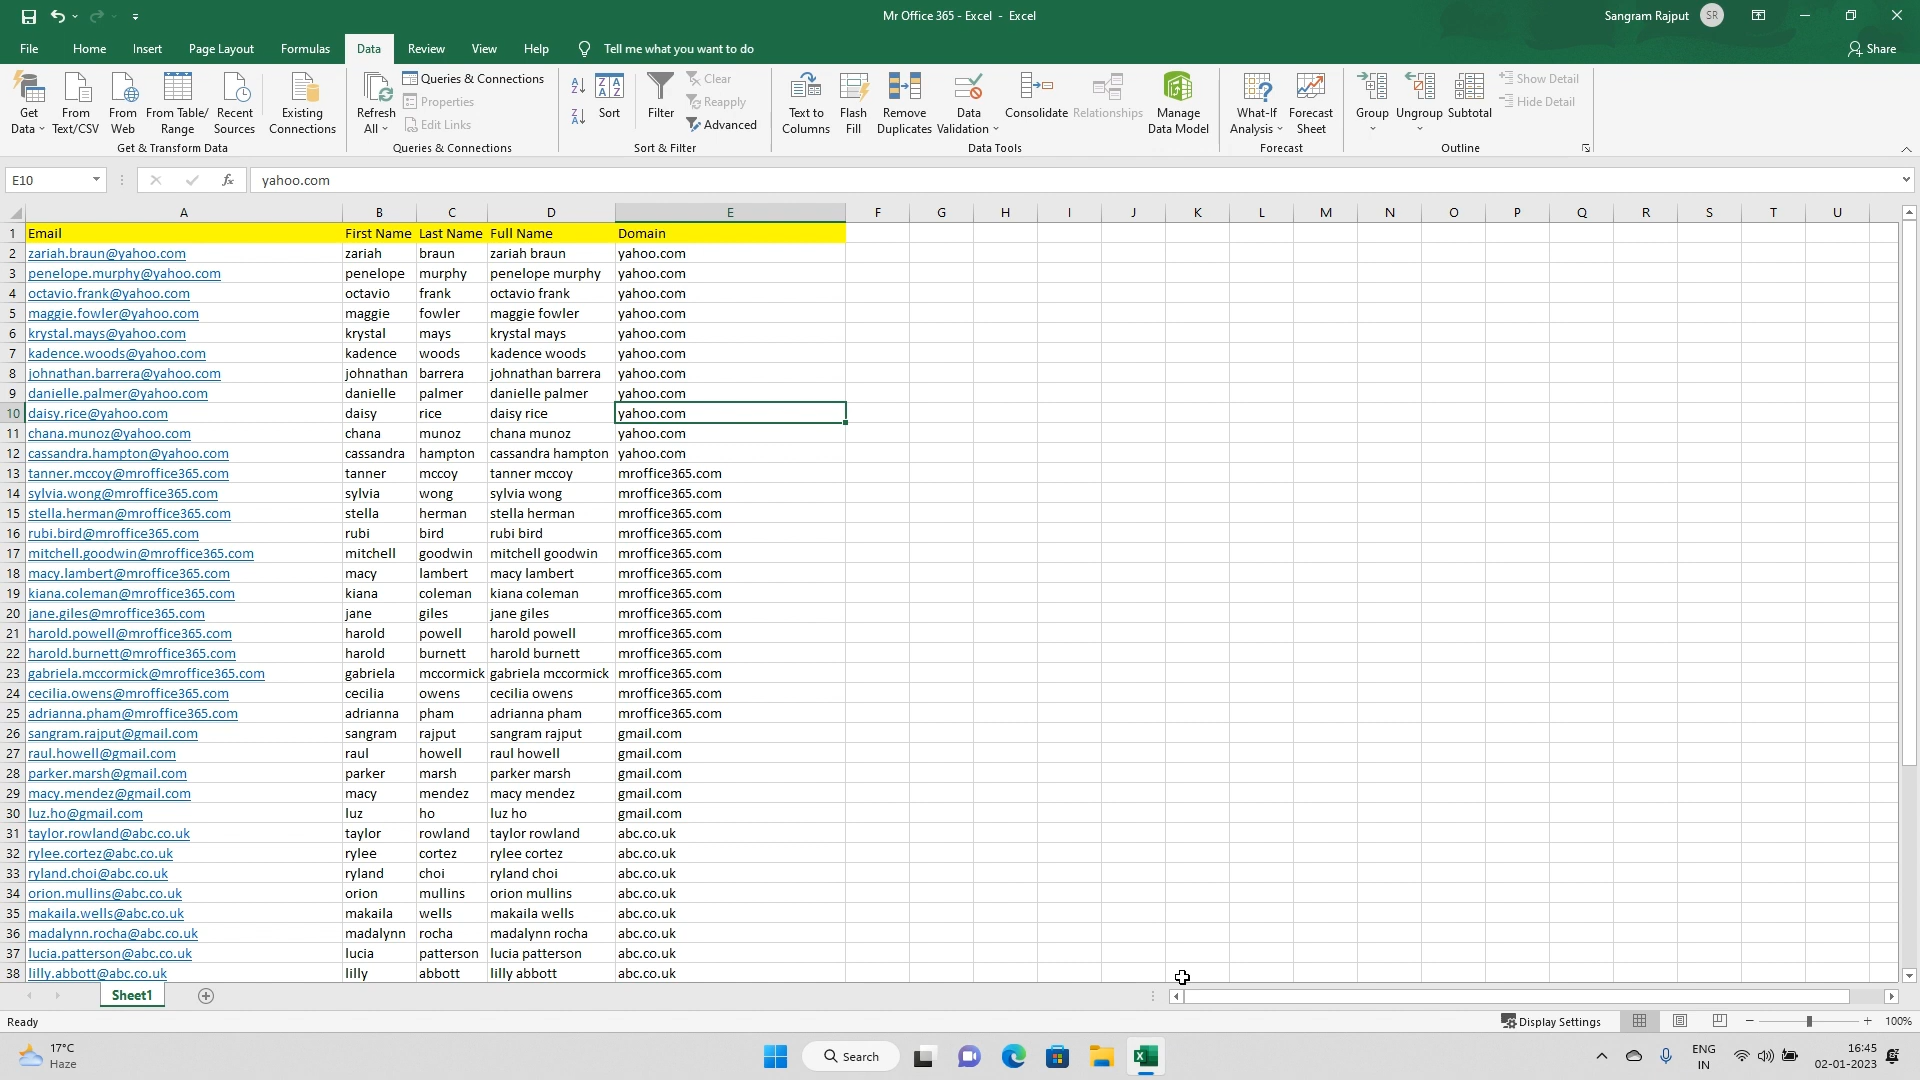 Mr Office 365 - Excel - Excel
Sangram Rajput SR
File Home Insert Page Layout Formulas Data Review View Help Tell me what you want to do Share
Get Data From Text/CSV From Web From Table/ Range Recent Sources Existing Connections
Get & Transform Data
Refresh All Queries & Connections Properties Edit Links
Queries & Connections
Sort Filter Clear Reapply Advanced
Sort & Filter
Text to Columns Flash Fill Remove Duplicates Data Validation Consolidate Relationships Manage Data Model
Data Tools
What-If Analysis Forecast Sheet
Forecast
Group Ungroup Subtotal Show Detail Hide Detail
Outline
E10 fx yahoo.com
A B C D E F G H I J K L M N O P Q R S T U
1 Email First Name Last Name Full Name Domain
2 zariah.braun@yahoo.com zariah braun zariah braun yahoo.com
3 penelope.murphy@yahoo.com penelope murphy penelope murphy yahoo.com
4 octavio.frank@yahoo.com octavio frank octavio frank yahoo.com
5 maggie.fowler@yahoo.com maggie fowler maggie fowler yahoo.com
6 krystal.mays@yahoo.com krystal mays krystal mays yahoo.com
7 kadence.woods@yahoo.com kadence woods kadence woods yahoo.com
8 johnathan.barrera@yahoo.com johnathan barrera johnathan barrera yahoo.com
9 danielle.palmer@yahoo.com danielle palmer danielle palmer yahoo.com
10 daisy.rice@yahoo.com daisy rice daisy rice yahoo.com
11 chana.munoz@yahoo.com chana munoz chana munoz yahoo.com
12 cassandra.hampton@yahoo.com cassandra hampton cassandra hampton yahoo.com
13 tanner.mccoy@mroffice365.com tanner mccoy tanner mccoy mroffice365.com
14 sylvia.wong@mroffice365.com sylvia wong sylvia wong mroffice365.com
15 stella.herman@mroffice365.com stella herman stella herman mroffice365.com
16 rubi.bird@mroffice365.com rubi bird rubi bird mroffice365.com
17 mitchell.goodwin@mroffice365.com mitchell goodwin mitchell goodwin mroffice365.com
18 macy.lambert@mroffice365.com macy lambert macy lambert mroffice365.com
19 kiana.coleman@mroffice365.com kiana coleman kiana coleman mroffice365.com
20 jane.giles@mroffice365.com jane giles jane giles mroffice365.com
21 harold.powell@mroffice365.com harold powell harold powell mroffice365.com
22 harold.burnett@mroffice365.com harold burnett harold burnett mroffice365.com
23 gabriela.mccormick@mroffice365.com gabriela mccormick gabriela mccormick mroffice365.com
24 cecilia.owens@mroffice365.com cecilia owens cecilia owens mroffice365.com
25 adrianna.pham@mroffice365.com adrianna pham adrianna pham mroffice365.com
26 sangram.rajput@gmail.com sangram rajput sangram rajput gmail.com
27 raul.howell@gmail.com raul howell raul howell gmail.com
28 parker.marsh@gmail.com parker marsh parker marsh gmail.com
29 macy.mendez@gmail.com macy mendez macy mendez gmail.com
30 luz.ho@gmail.com luz ho luz ho gmail.com
31 taylor.rowland@abc.co.uk taylor rowland taylor rowland abc.co.uk
32 rylee.cortez@abc.co.uk rylee cortez rylee cortez abc.co.uk
33 ryland.choi@abc.co.uk ryland choi ryland choi abc.co.uk
34 orion.mullins@abc.co.uk orion mullins orion mullins abc.co.uk
35 makaila.wells@abc.co.uk makaila wells makaila wells abc.co.uk
36 madalynn.rocha@abc.co.uk madalynn rocha madalynn rocha abc.co.uk
37 lucia.patterson@abc.co.uk lucia patterson lucia patterson abc.co.uk
38 lilly.abbott@abc.co.uk lilly abbott lilly abbott abc.co.uk
Sheet1
Ready Display Settings 100%
17°C
Haze
Search
ENG
IN
16:45
02-01-2023